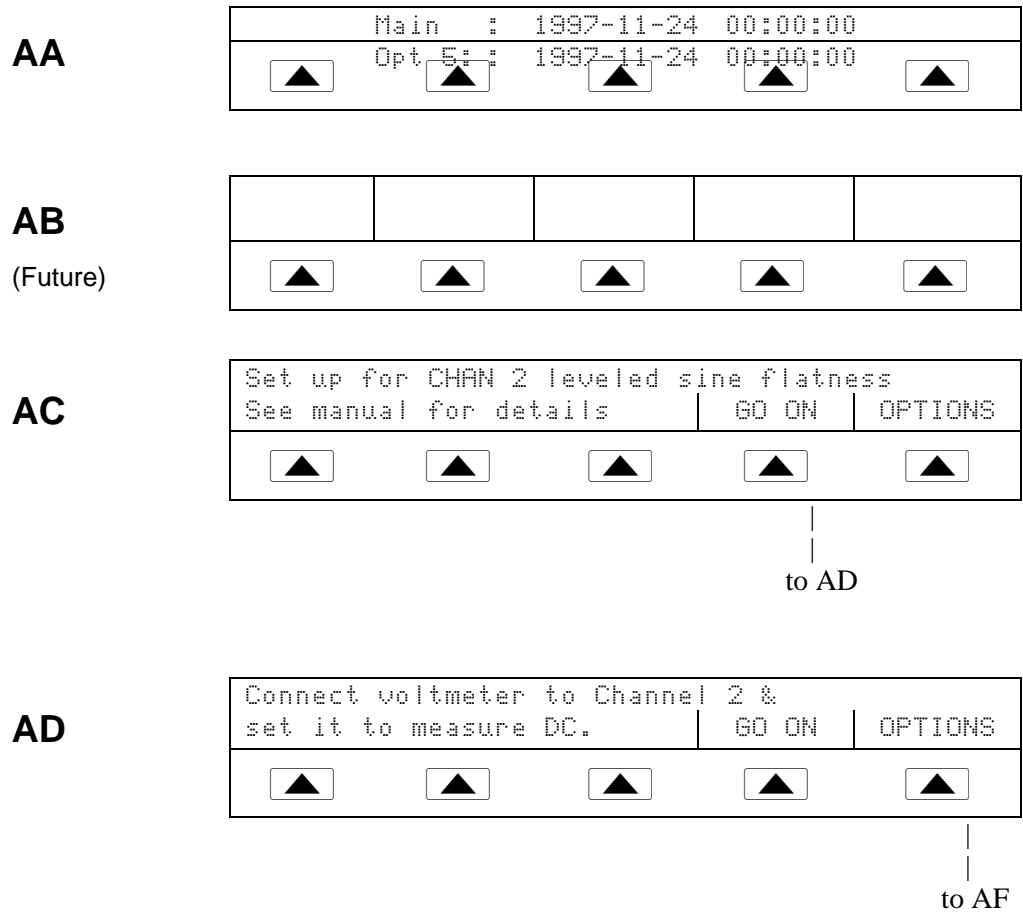 Main : 1997-11-24 00:00:00
AA
Opt 5: : 1997-11-24 00:00:00
AB
(Future)
Set up for CHAN 2 leveled sine flatness
AC
See manual for details GO ON OPTIONS
to AD
Connect voltmeter to Channel 2 &
AD
set it to measure DC. GO ON OPTIONS
to AF